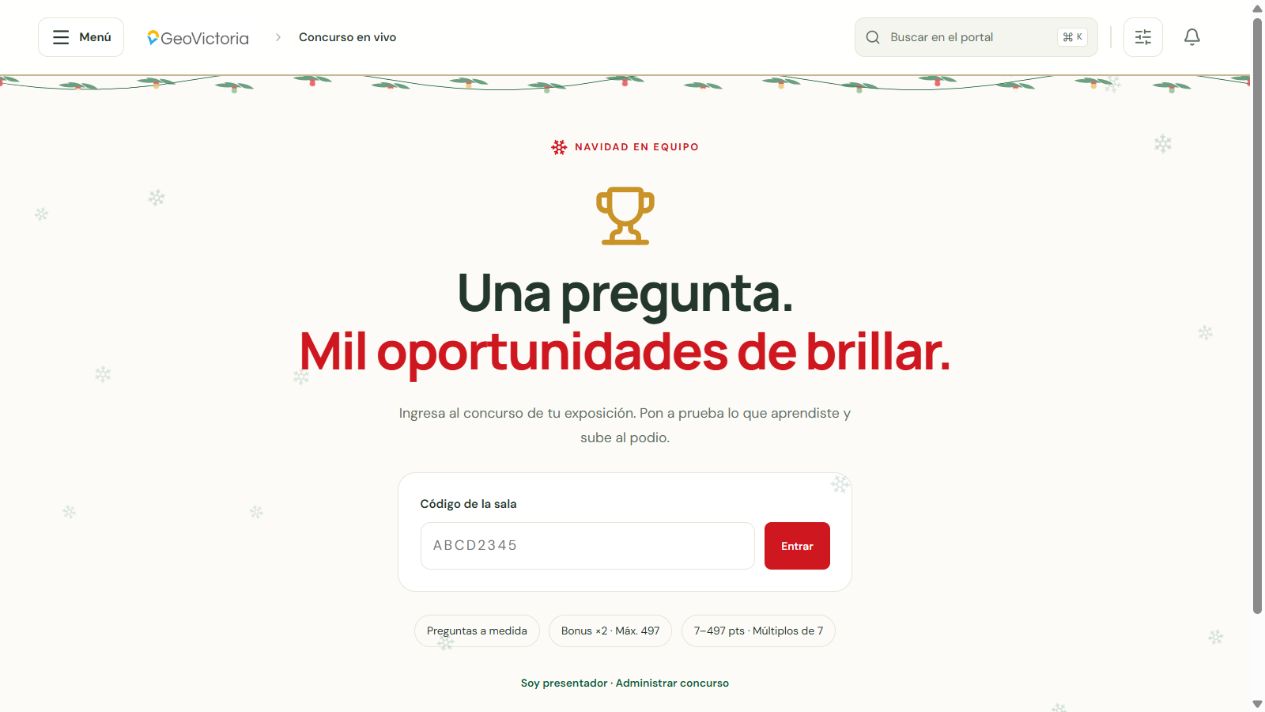 Menú
GeoVictoria
Concurso en vivo
Buscar en el portal
⌘ K
NAVIDAD EN EQUIPO
Una pregunta.
Mil oportunidades de brillar.
Ingresa al concurso de tu exposición. Pon a prueba lo que aprendiste y
sube al podio.
Código de la sala
ABCD2345
Entrar
Preguntas a medida
Bonus ×2 · Máx. 497
7–497 pts · Múltiplos de 7
Soy presentador · Administrar concurso